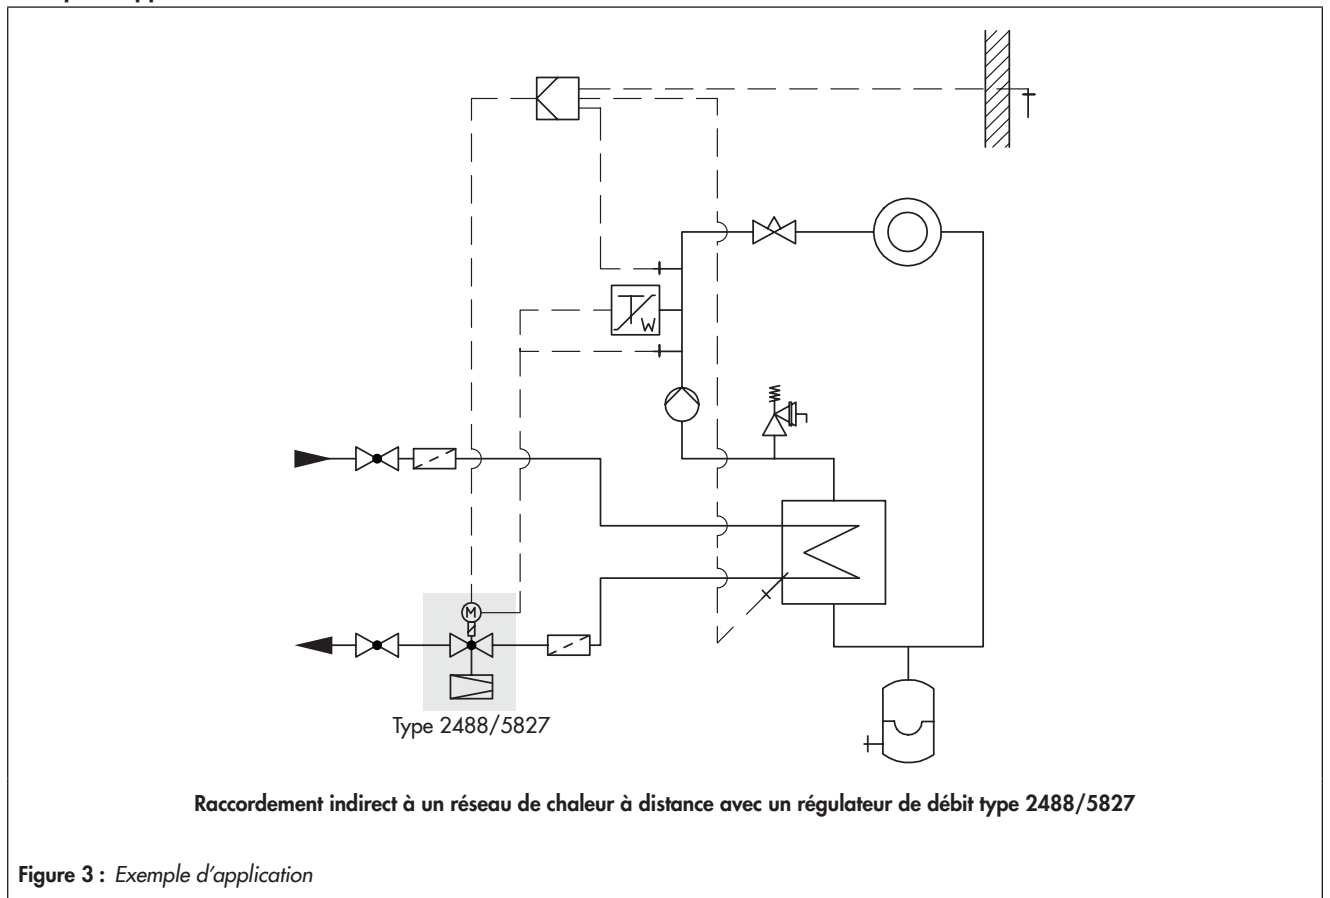 W
M
Type 2488/5827
Raccordement indirect à un réseau de chaleur à distance avec un régulateur de débit type 2488/5827
Figure 3 : Exemple d'application